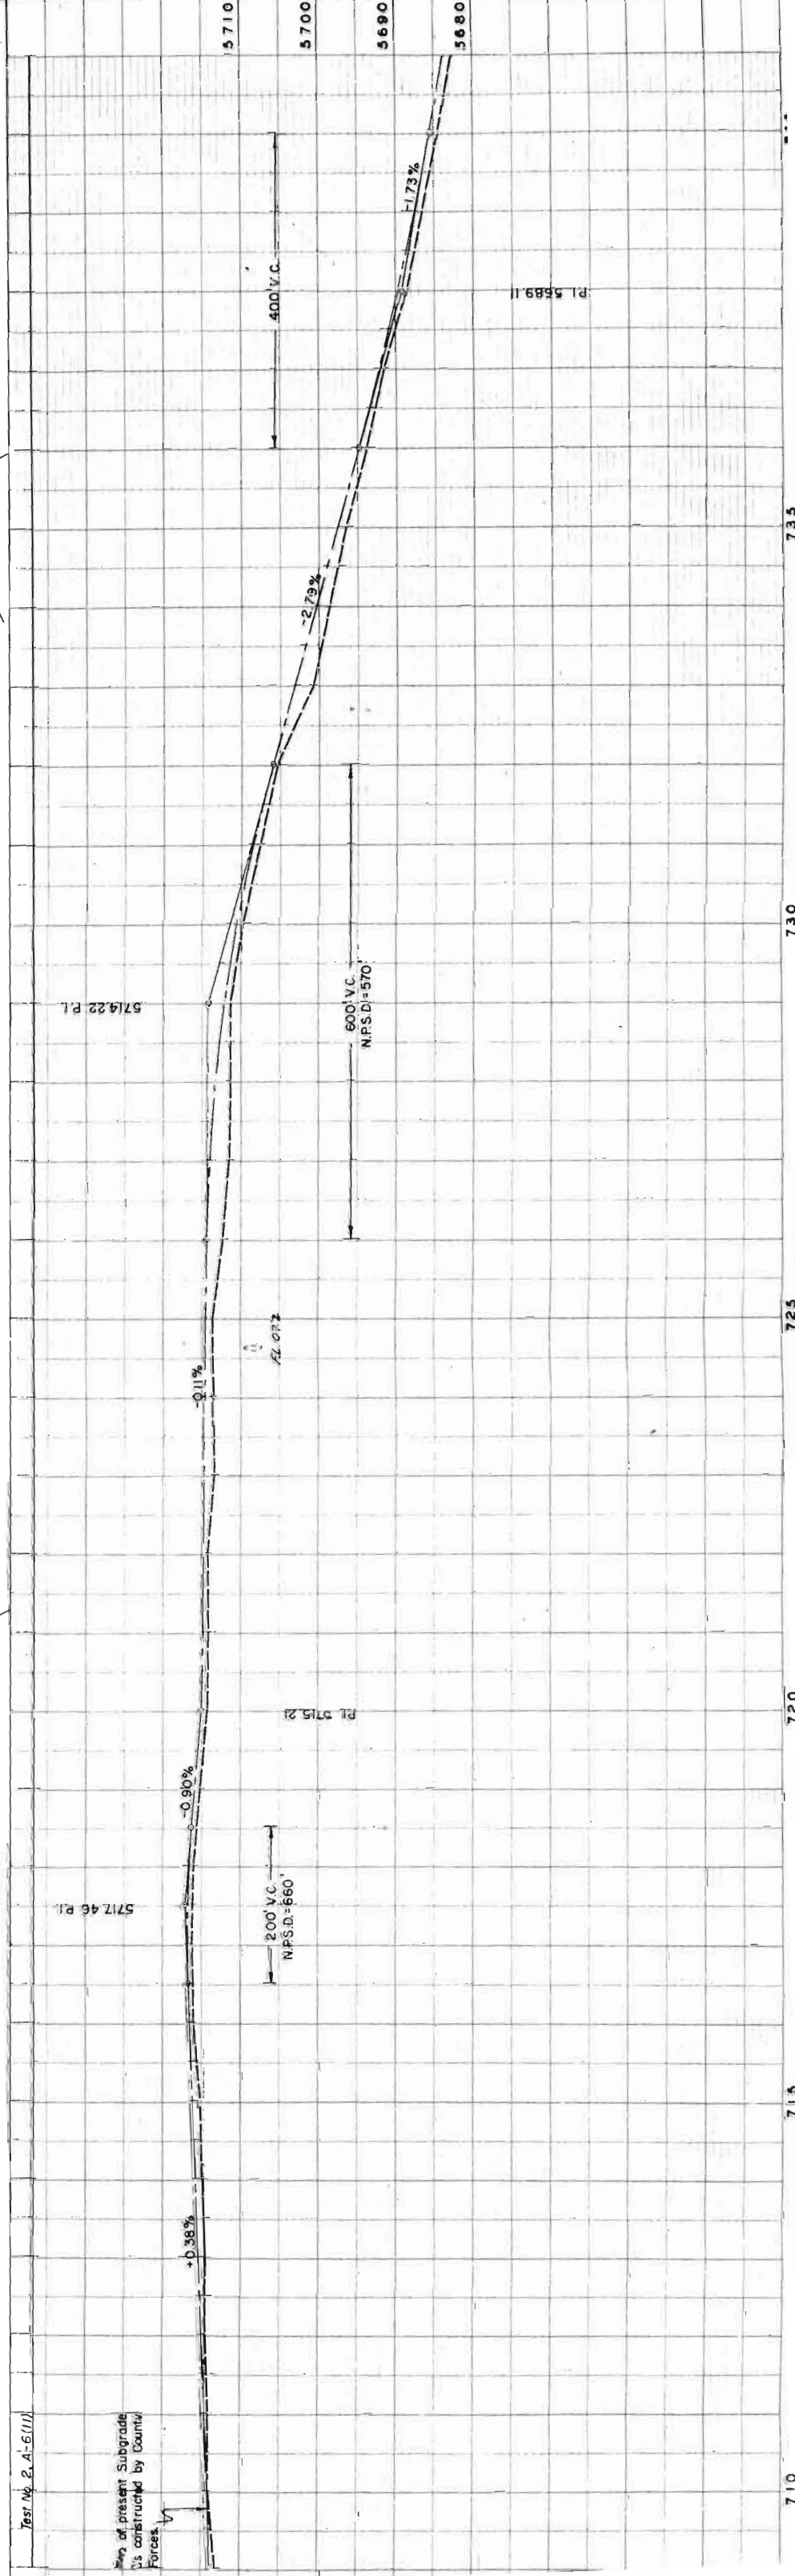 5710
5700
5690
5680
-1.73%
400' V.C.
P.I. 5689.11
735
-2.79%
730
5714.22 P.I.
600' V.C.
N.P.S.D.=570'
725
-0.11%
720
P.I. 5715.21
-0.90%
5717.46 P.I.
200' V.C.
N.P.S.D.=660'
715
+0.38%
Test No. 2, A-6(11)
of present Subgrade
as constructed by County
Forces.
710